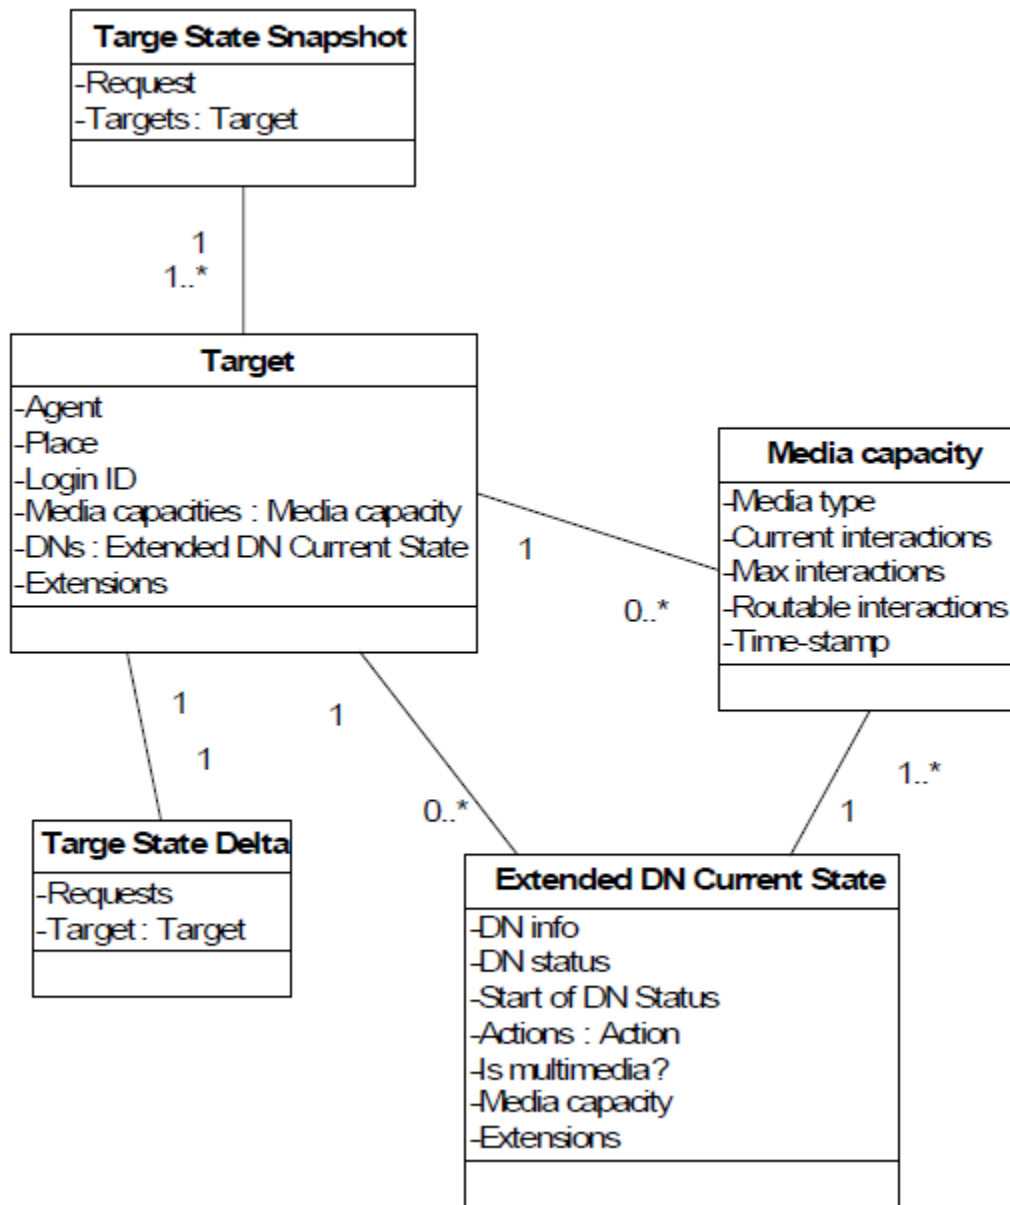 Targe State Snapshot
-Request
-Targets : Target
1
1..*
Target
-Agent
-Place
-Login ID
-Media capacities : Media capacity
-DNs : Extended DN Current State
-Extensions
Media capacity
-Media type
-Current interactions
-Max interactions
-Routable interactions
-Time-stamp
1
0..*
1
1
1
0..*
1..*
1
Targe State Delta
-Requests
-Target : Target
Extended DN Current State
-DN info
-DN status
-Start of DN Status
-Actions : Action
-Is multimedia?
-Media capacity
-Extensions